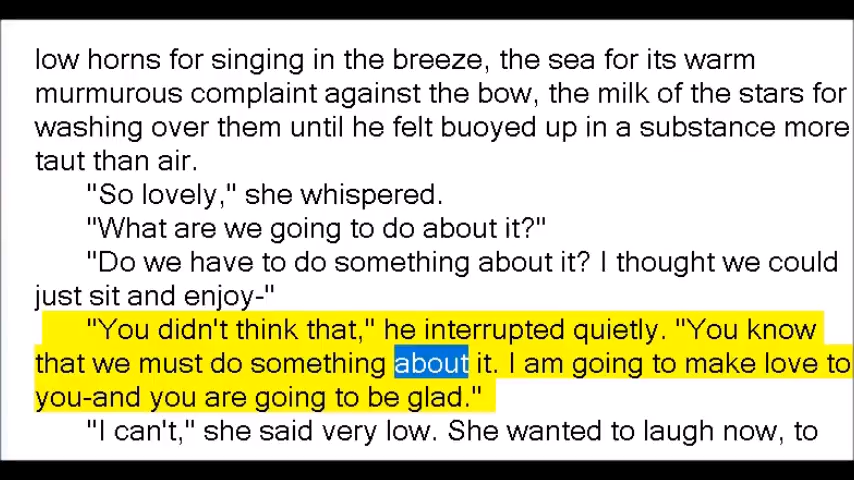 low horns for singing in the breeze, the sea for its warm
murmurous complaint against the bow, the milk of the stars for
washing over them until he felt buoyed up in a substance more
taut than air.
"So lovely," she whispered.
"What are we going to do about it?"
"Do we have to do something about it? I thought we could
just sit and enjoy-"
"You didn't think that," he interrupted quietly. "You know
that we must do something about it. I am going to make love to
you-and you are going to be glad."
"I can't," she said very low. She wanted to laugh now, to